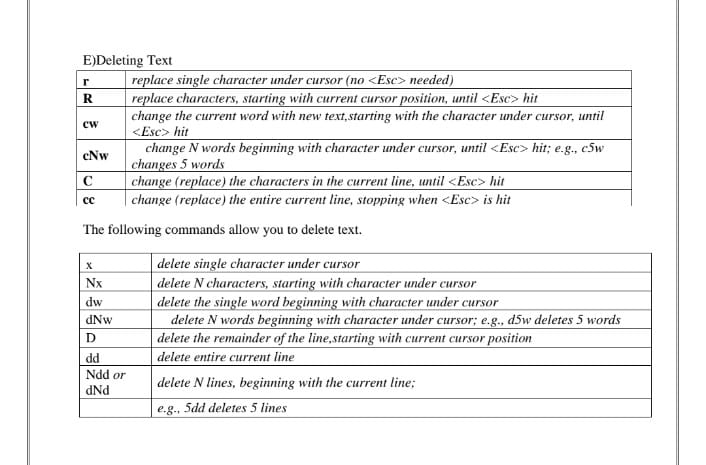 E)Deleting Text
r replace single character under cursor (no <Esc> needed)
R replace characters, starting with current cursor position, until <Esc> hit
cw change the current word with new text,starting with the character under cursor, until
<Esc> hit
cNw change N words beginning with character under cursor, until <Esc> hit; e.g., c5w
changes 5 words
C change (replace) the characters in the current line, until <Esc> hit
cc change (replace) the entire current line, stopping when <Esc> is hit
The following commands allow you to delete text.
x delete single character under cursor
Nx delete N characters, starting with character under cursor
dw delete the single word beginning with character under cursor
dNw delete N words beginning with character under cursor; e.g., d5w deletes 5 words
D delete the remainder of the line,starting with current cursor position
dd delete entire current line
Ndd or
dNd delete N lines, beginning with the current line;
e.g., 5dd deletes 5 lines